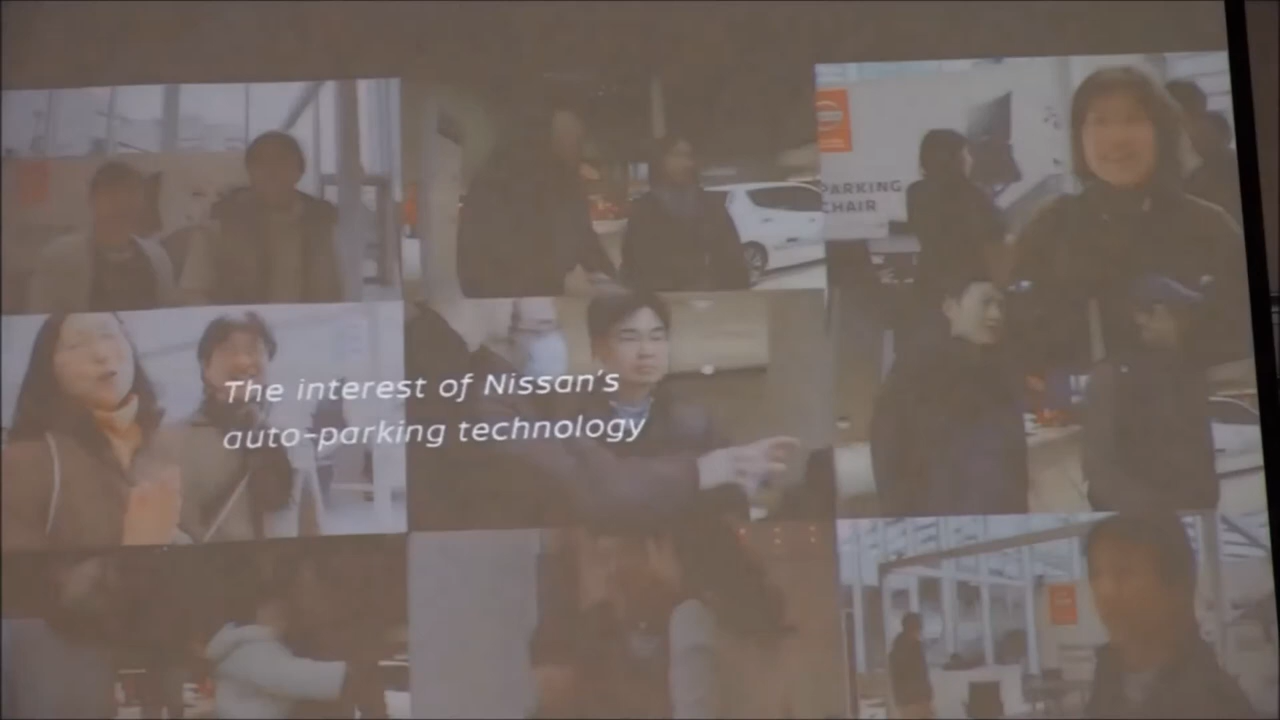 PARKING
CHAIR
The interest of Nissan's
auto-parking technology